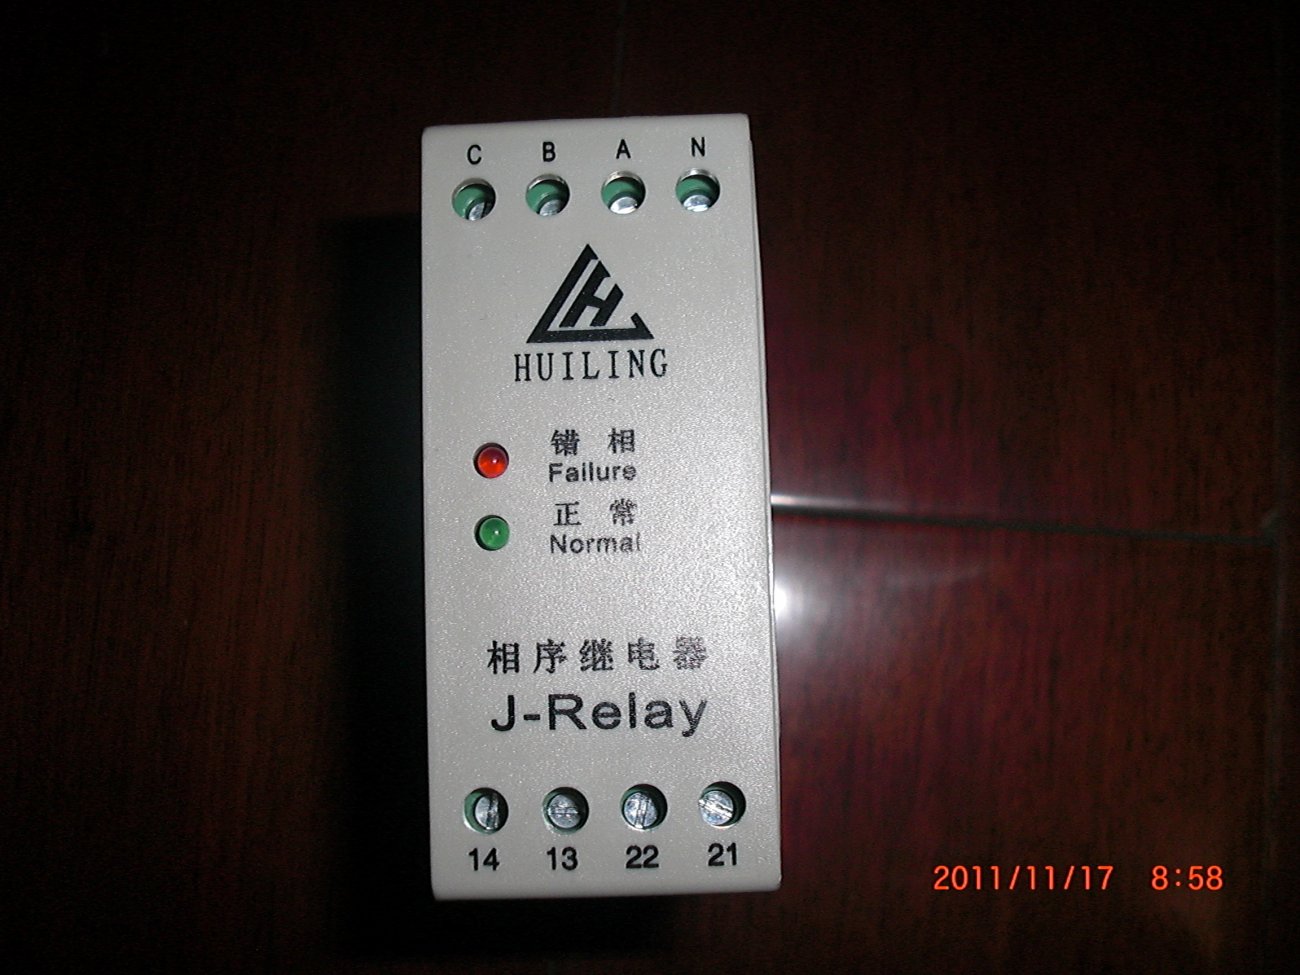 C B A N
HUILING
错相
Failure
正常
Normal
相序继电器
J-Relay
14 13 22 21
2011/11/17 8:58